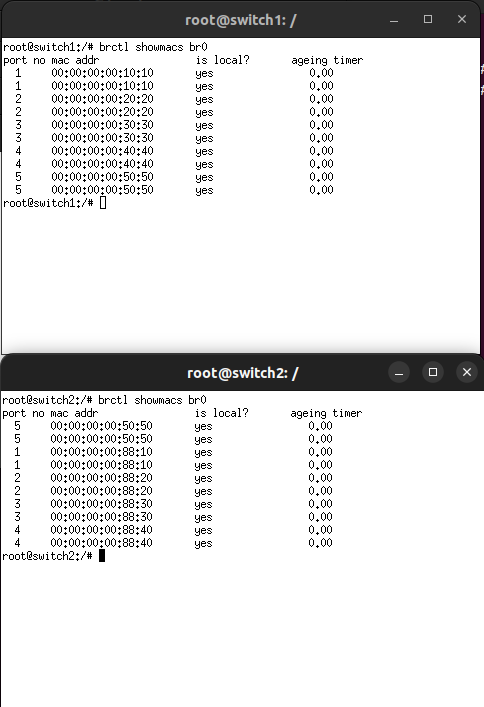 root@switch1: /
root@switch1:/# brctl showmacs br0
port no mac addr is local? ageing timer
1 00:00:00:00:10:10 yes 0.00
1 00:00:00:00:10:10 yes 0.00
2 00:00:00:00:20:20 yes 0.00
2 00:00:00:00:20:20 yes 0.00
3 00:00:00:00:30:30 yes 0.00
3 00:00:00:00:30:30 yes 0.00
4 00:00:00:00:40:40 yes 0.00
4 00:00:00:00:40:40 yes 0.00
5 00:00:00:00:50:50 yes 0.00
5 00:00:00:00:50:50 yes 0.00
root@switch1:/#
root@switch2: /
root@switch2:/# brctl showmacs br0
port no mac addr is local? ageing timer
5 00:00:00:00:50:50 yes 0.00
5 00:00:00:00:50:50 yes 0.00
1 00:00:00:00:88:10 yes 0.00
1 00:00:00:00:88:10 yes 0.00
2 00:00:00:00:88:20 yes 0.00
2 00:00:00:00:88:20 yes 0.00
3 00:00:00:00:88:30 yes 0.00
3 00:00:00:00:88:30 yes 0.00
4 00:00:00:00:88:40 yes 0.00
4 00:00:00:00:88:40 yes 0.00
root@switch2:/#